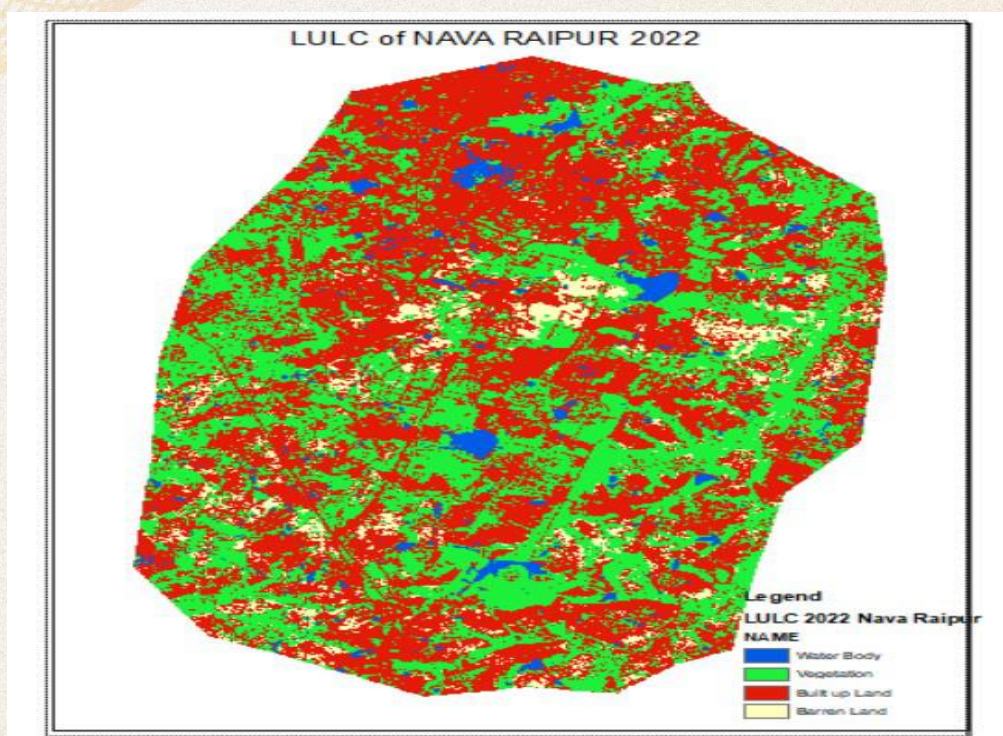 LULC of NAVA RAIPUR 2022
Legend
LULC 2022 Nava Raipur
NAME
Water Body
Vegetation
Built up Land
Barren Land